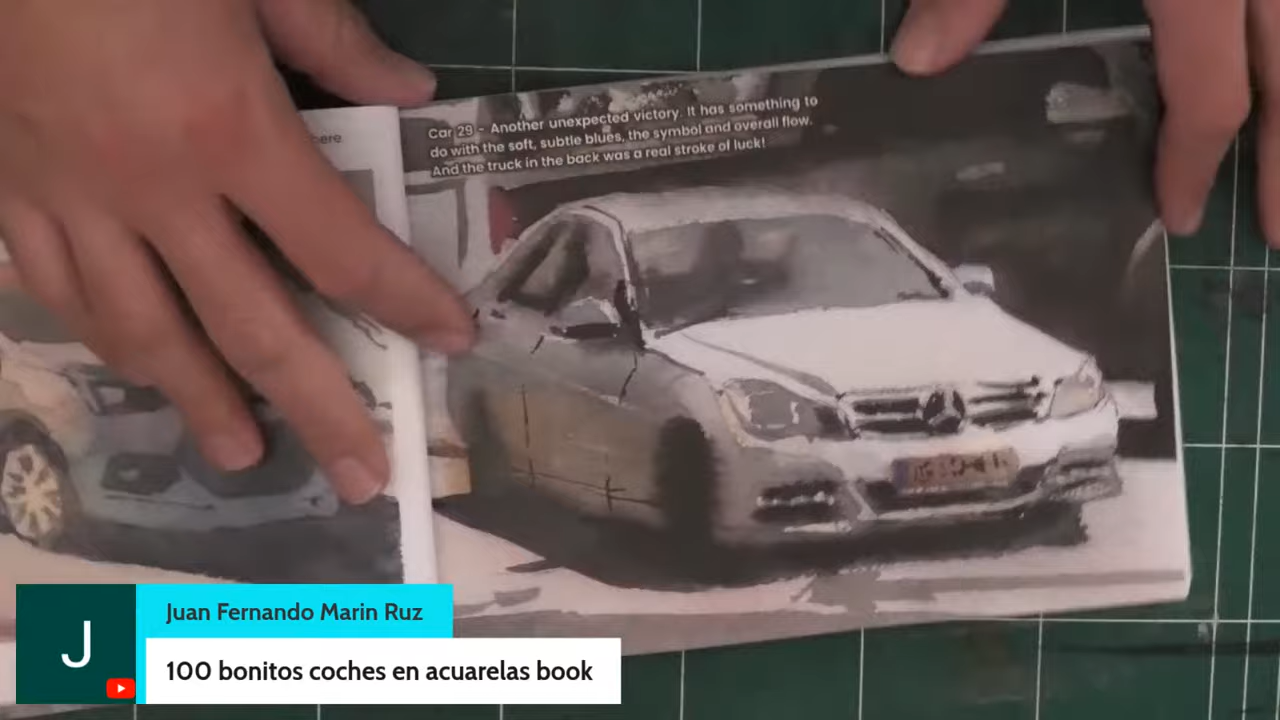 here
Car 29 - Another unexpected victory. It has something to
do with the soft, subtle blues, the symbol and overall flow.
And the truck in the back was a real stroke of luck!
J
Juan Fernando Marin Ruz
100 bonitos coches en acuarelas book